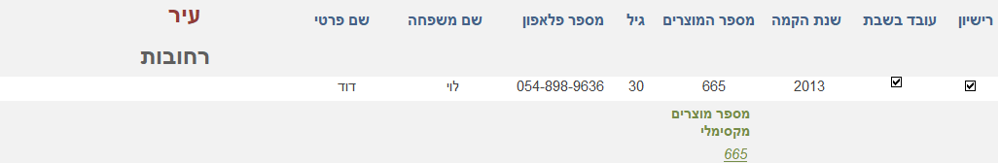 רישיון עובד בשבת שנת הקמה מספר המוצרים גיל מספר פלאפון שם משפחה שם פרטי עיר
רחובות
2013 665 30 054-898-9636 לוי דוד
מספר מוצרים
מקסימלי
665